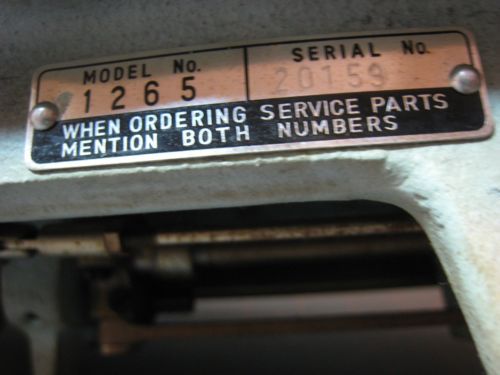 MODEL No.
1265
SERIAL No.
20159
WHEN ORDERING SERVICE PARTS
MENTION BOTH NUMBERS